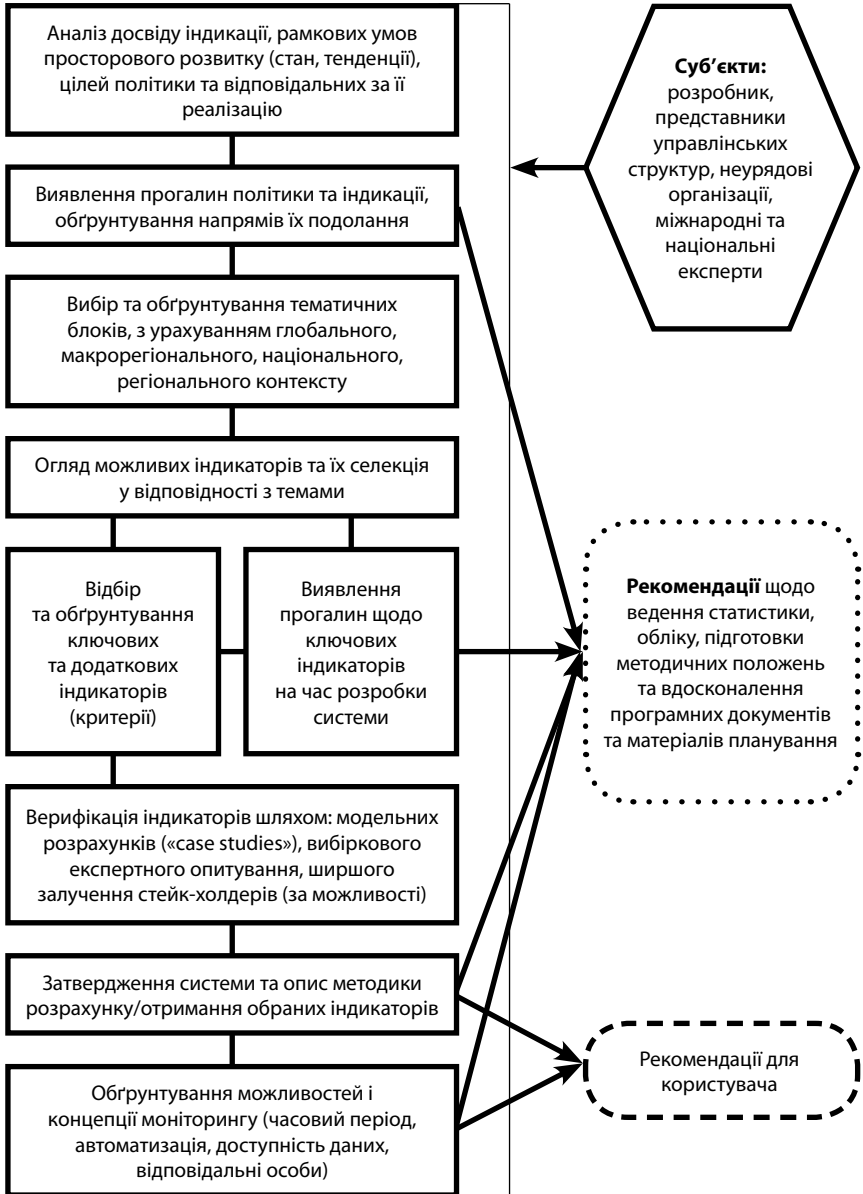 Аналіз досвіду індикації, рамкових умов
просторового розвитку (стан, тенденції),
цілей політики та відповідальних за її
реалізацію
Суб’єкти:
розробник,
представники
управлінських
структур, неурядові
організації,
міжнародні та
національні
експерти
Виявлення прогалин політики та індикації,
обґрунтування напрямів їх подолання
Вибір та обґрунтування тематичних
блоків, з урахуванням глобального,
макрорегіонального, національного,
регіонального контексту
Огляд можливих індикаторів та їх селекція
у відповідності з темами
Відбір
та обґрунтування
ключових
та додаткових
індикаторів
(критерії)
Виявлення
прогалин щодо
ключових
індикаторів
на час розробки
системи
Рекомендації щодо
ведення статистики,
обліку, підготовки
методичних положень
та вдосконалення
програмних документів
та матеріалів планування
Верифікація індикаторів шляхом: модельних
розрахунків («case studies»), вибіркового
експертного опитування, ширшого
залучення стейк-холдерів (за можливості)
Затвердження системи та опис методики
розрахунку/отримання обраних індикаторів
Рекомендації для
користувача
Обґрунтування можливостей і
концепції моніторингу (часовий період,
автоматизація, доступність даних,
відповідальні особи)